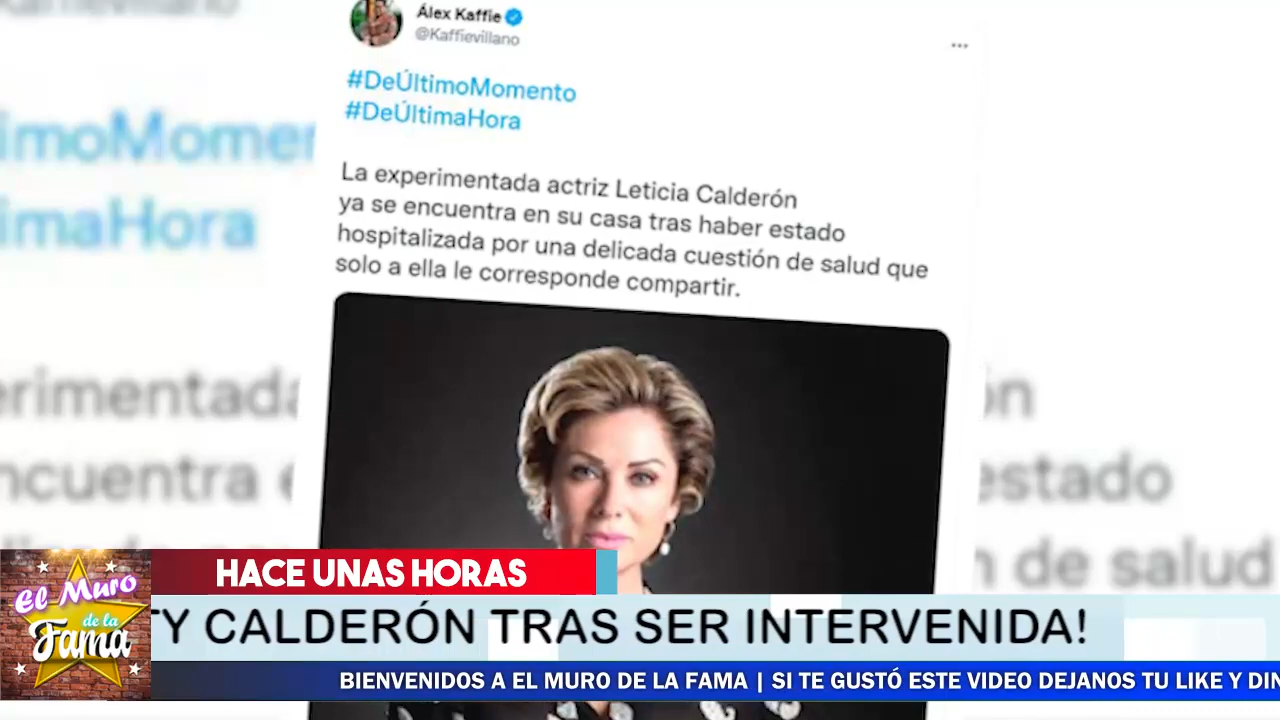 Álex Kaffie
@Kaffievillano
#DeÚltimoMomento
#DeÚltimaHora
La experimentada actriz Leticia Calderón
ya se encuentra en su casa tras haber estado
hospitalizada por una delicada cuestión de salud que
solo a ella le corresponde compartir.
HACE UNAS HORAS
TY CALDERÓN TRAS SER INTERVENIDA!
El Muro
de la
Fama
BIENVENIDOS A EL MURO DE LA FAMA | SI TE GUSTÓ ESTE VIDEO DEJANOS TU LIKE Y DIN